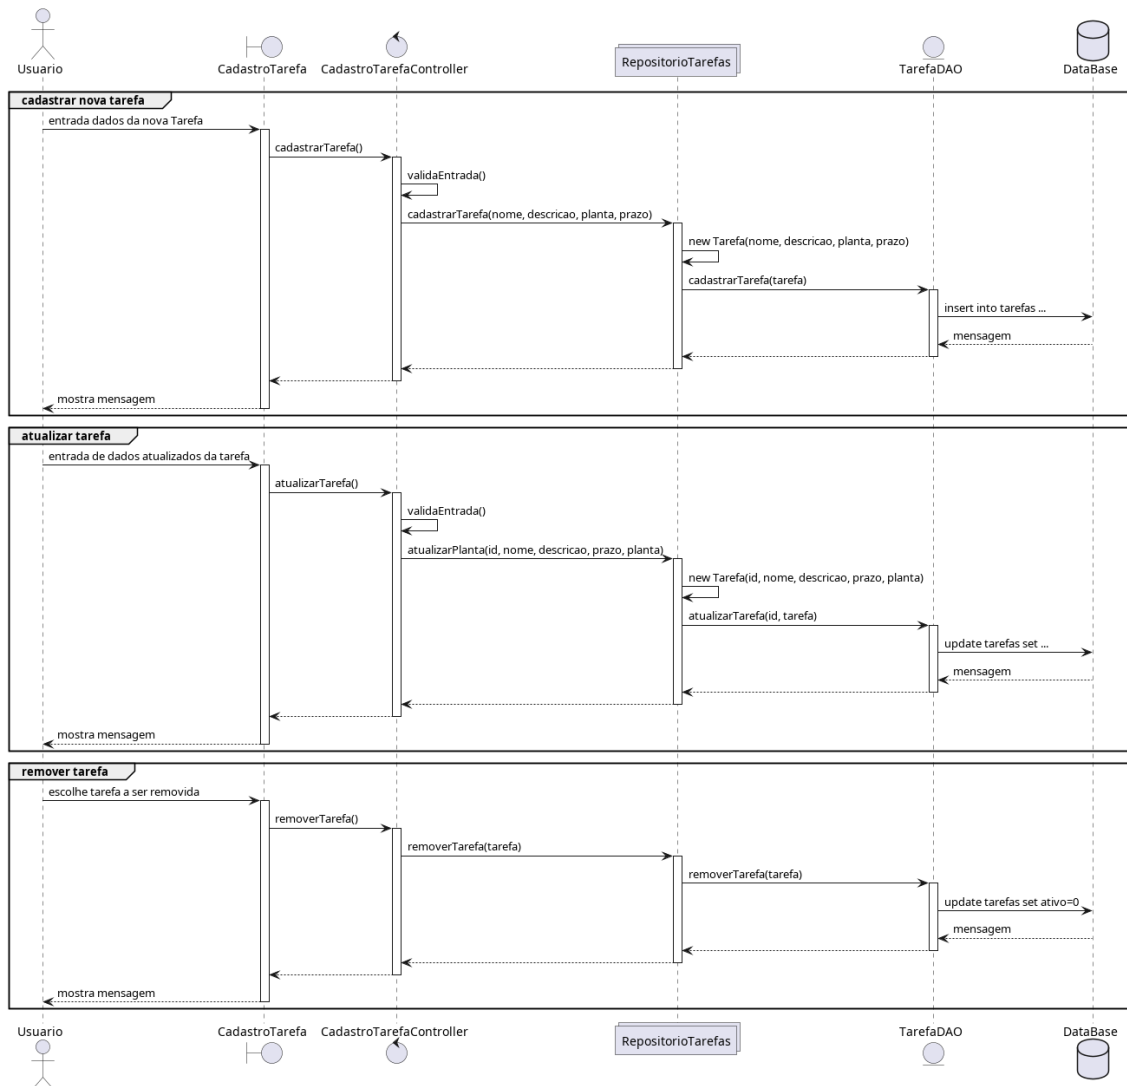 Usuario
CadastroTarefa
CadastroTarefaController
RepositorioTarefas
TarefaDAO
DataBase
cadastrar nova tarefa
entrada dados da nova Tarefa
cadastrarTarefa()
validaEntrada()
cadastrarTarefa(nome, descricao, planta, prazo)
new Tarefa(nome, descricao, planta, prazo)
cadastrarTarefa(tarefa)
insert into tarefas ...
mensagem
mostra mensagem
atualizar tarefa
entrada de dados atualizados da tarefa
atualizarTarefa()
validaEntrada()
atualizarPlanta(id, nome, descricao, prazo, planta)
new Tarefa(id, nome, descricao, prazo, planta)
atualizarTarefa(id, tarefa)
update tarefas set ...
mensagem
mostra mensagem
remover tarefa
escolhe tarefa a ser removida
removerTarefa()
removerTarefa(tarefa)
removerTarefa(tarefa)
update tarefas set ativo=0
mensagem
mostra mensagem
Usuario
CadastroTarefa
CadastroTarefaController
RepositorioTarefas
TarefaDAO
DataBase